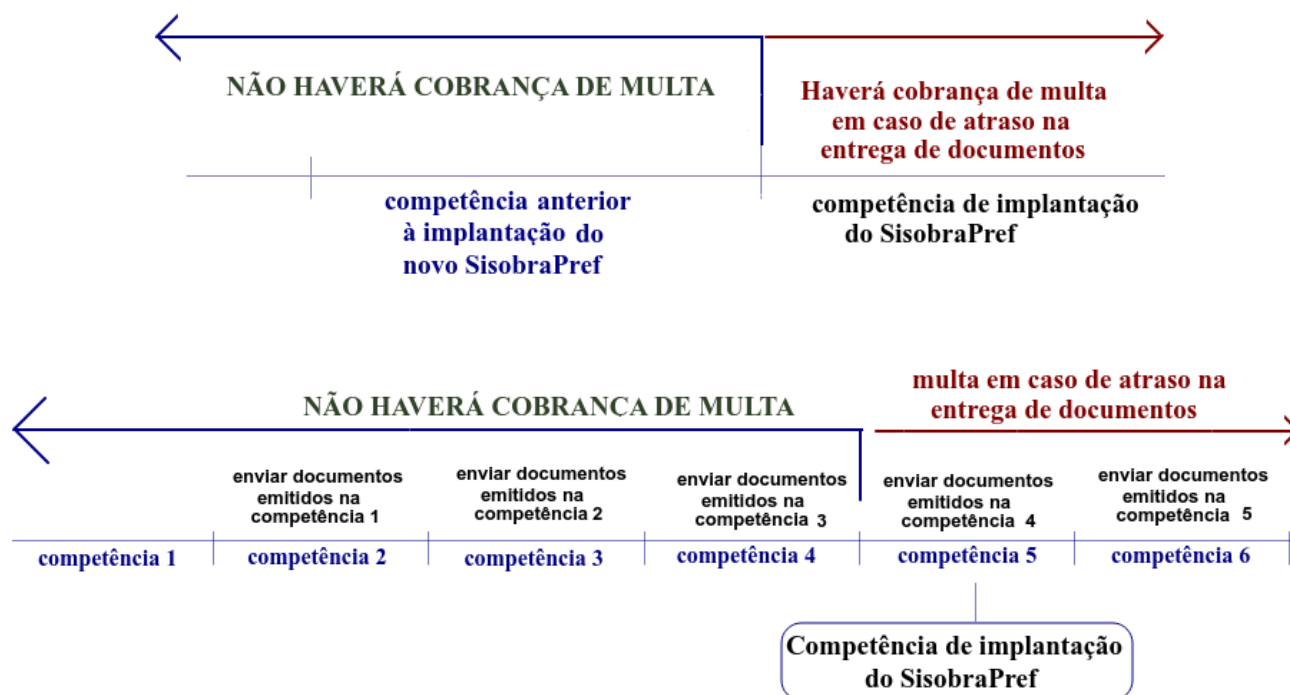 NÃO HAVERÁ COBRANÇA DE MULTA
Haverá cobrança de multa
em caso de atraso na
entrega de documentos
competência anterior
à implantação do
novo SisobraPref
competência de implantação
do SisobraPref
NÃO HAVERÁ COBRANÇA DE MULTA
multa em caso de atraso na
entrega de documentos
enviar documentos
emitidos na
competência 1
enviar documentos
emitidos na
competência 2
enviar documentos
emitidos na
competência 3
enviar documentos
emitidos na
competência 4
enviar documentos
emitidos na
competência 5
competência 1
competência 2
competência 3
competência 4
competência 5
competência 6
Competência de implantação
do SisobraPref